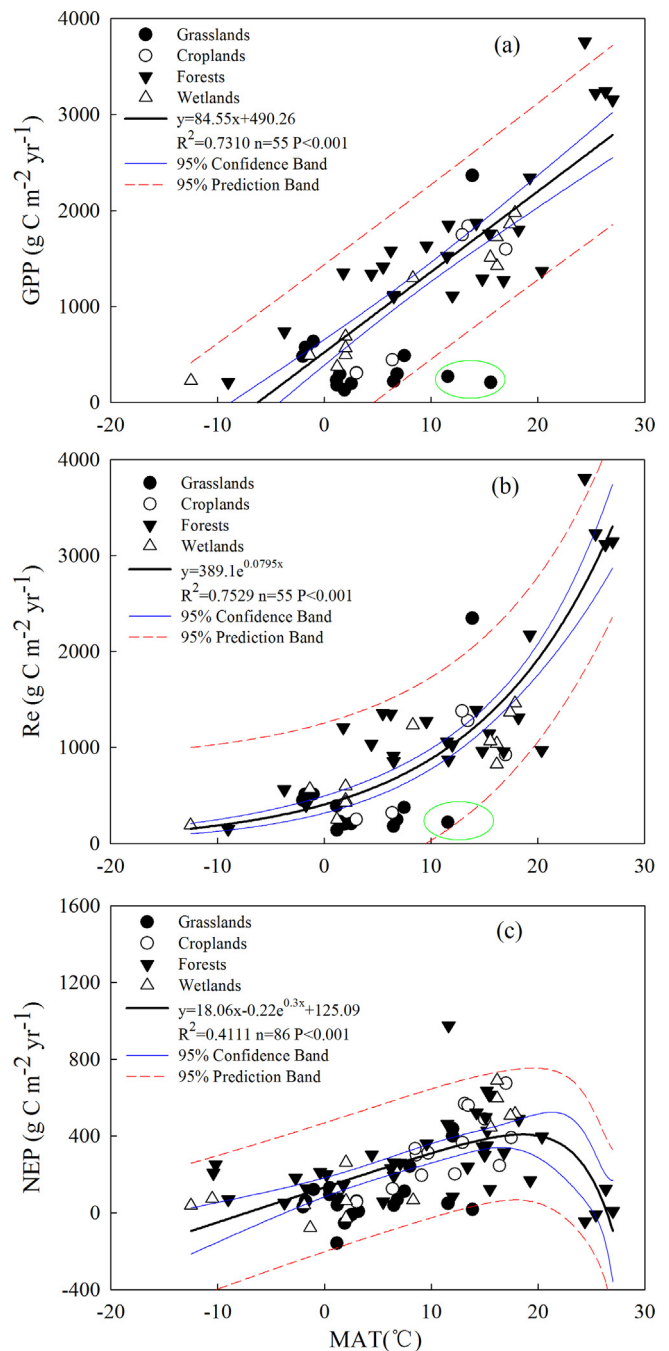 (a)
Grasslands
Croplands
Forests
Wetlands
y=84.55x+490.26
R²=0.7310 n=55 P<0.001
95% Confidence Band
95% Prediction Band
GPP (g C m⁻² yr⁻¹)
4000
3000
2000
1000
0
-20 -10 0 10 20 30
(b)
Grasslands
Croplands
Forests
Wetlands
y=389.1e^0.0795x
R²=0.7529 n=55 P<0.001
95% Confidence Band
95% Prediction Band
Re (g C m⁻² yr⁻¹)
4000
3000
2000
1000
0
-20 -10 0 10 20 30
(c)
Grasslands
Croplands
Forests
Wetlands
y=18.06x-0.22e^0.3x+125.09
R²=0.4111 n=86 P<0.001
95% Confidence Band
95% Prediction Band
NEP (g C m⁻² yr⁻¹)
1600
1200
800
400
0
-400
-20 -10 0 10 20 30
MAT(℃)